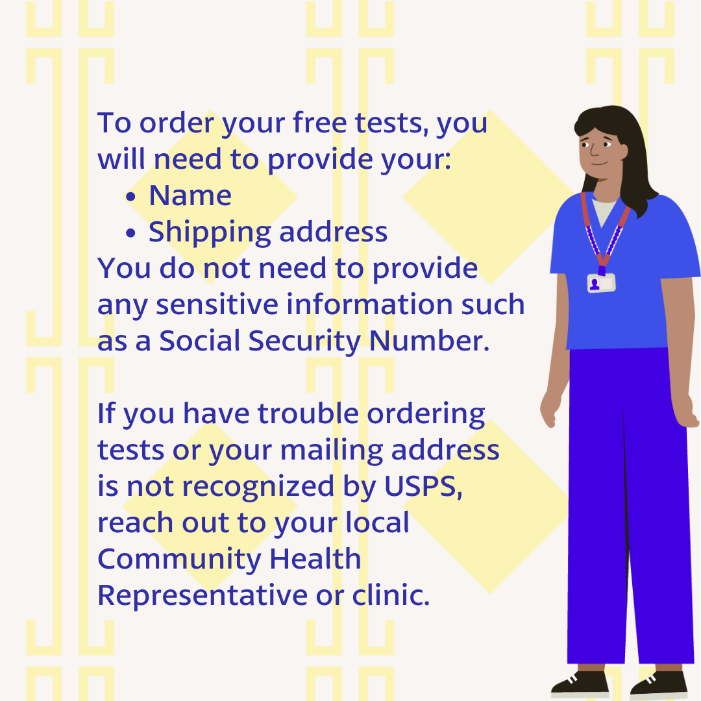 To order your free tests, you
will need to provide your:
• Name
• Shipping address
You do not need to provide
any sensitive information such
as a Social Security Number.
If you have trouble ordering
tests or your mailing address
is not recognized by USPS,
reach out to your local
Community Health
Representative or clinic.